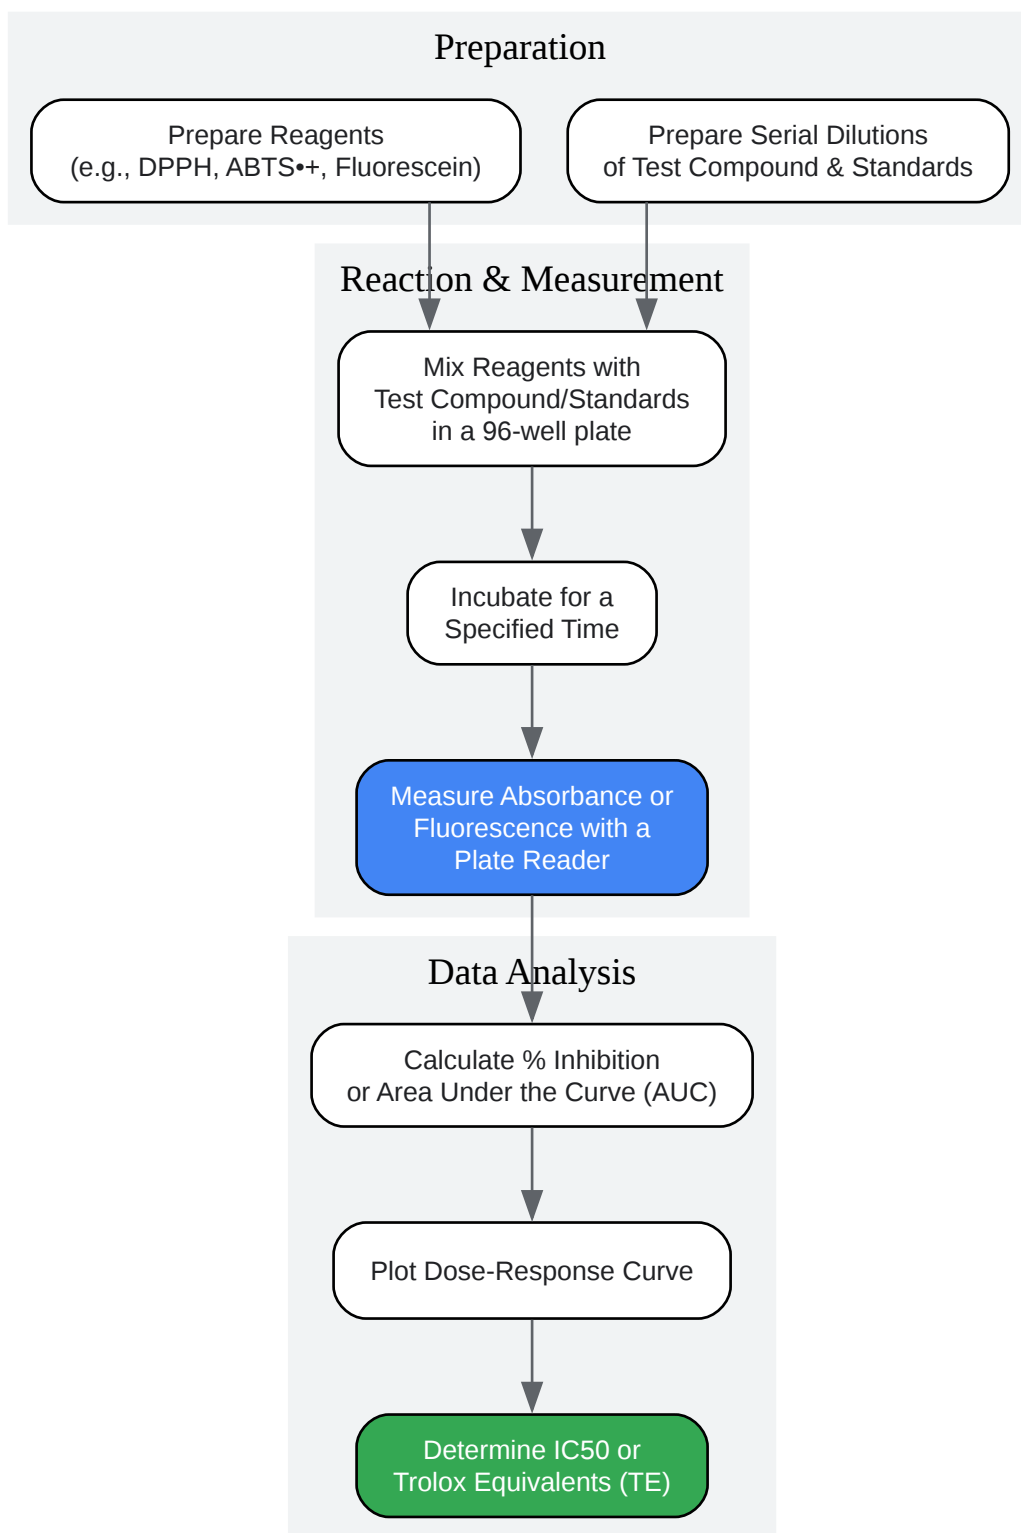 Preparation
Prepare Reagents
(e.g., DPPH, ABTS•+, Fluorescein)
Prepare Serial Dilutions
of Test Compound & Standards
Reaction & Measurement
Mix Reagents with
Test Compound/Standards
in a 96-well plate
Incubate for a
Specified Time
Measure Absorbance or
Fluorescence with a
Plate Reader
Data Analysis
Calculate % Inhibition
or Area Under the Curve (AUC)
Plot Dose-Response Curve
Determine IC50 or
Trolox Equivalents (TE)